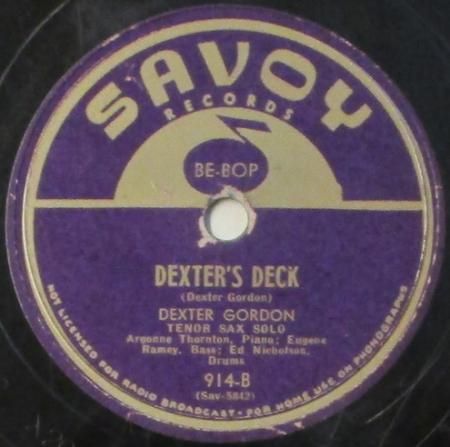 SAVOY
RECORDS
BE-BOP
DEXTER'S DECK
(Dexter Gordon)
DEXTER GORDON
TENOR SAX SOLO
Argonne Thornton, Piano; Eugene
Ramey, Bass; Ed Nicholson,
Drums
914-B
(Sav-5842)
NOT LICENSED FOR RADIO BROADCAST • FOR HOME USE ON PHONOGRAPHS